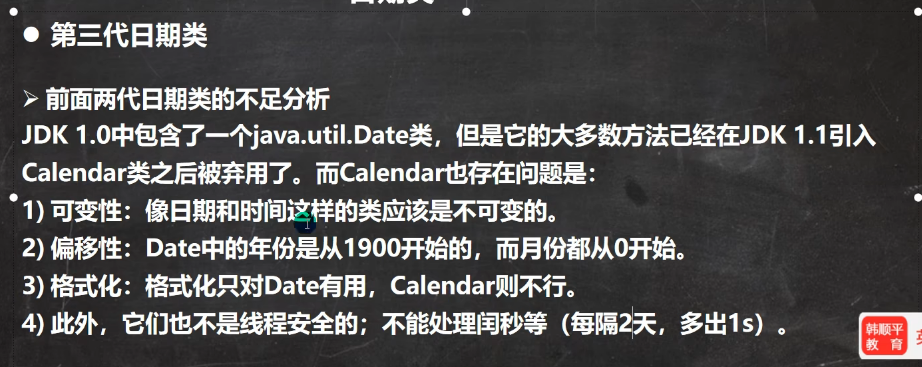 ● 第三代日期类
➢ 前面两代日期类的不足分析
JDK 1.0中包含了一个java.util.Date类，但是它的大多数方法已经在JDK 1.1引入
Calendar类之后被弃用了。而Calendar也存在问题是：
1) 可变性：像日期和时间这样的类应该是不可变的。
2) 偏移性：Date中的年份是从1900开始的，而月份都从0开始。
3) 格式化：格式化只对Date有用，Calendar则不行。
4) 此外，它们也不是线程安全的；不能处理闰秒等（每隔2天，多出1s）。
韩顺平
教育